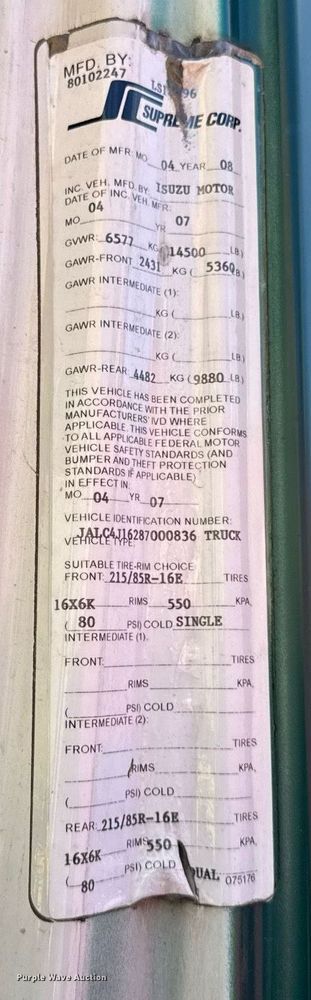 MFD. BY:
80102247
SUPREME CORP.
DATE OF MFR: MO 04 YEAR 08
INC. VEH. MFD. BY: ISUZU MOTOR
DATE OF INC. VEH. MFR:
MO 04 YR 07
GVWR: 6577 KG ( 14500 LB)
GAWR-FRONT 2431 KG ( 5360 LB)
GAWR INTERMEDIATE (1):
KG ( LB)
GAWR INTERMEDIATE (2):
KG ( LB)
GAWR-REAR 4482 KG ( 9880 LB)
THIS VEHICLE HAS BEEN COMPLETED
IN ACCORDANCE WITH THE PRIOR
MANUFACTURERS' IVD WHERE
APPLICABLE. THIS VEHICLE CONFORMS
TO ALL APPLICABLE FEDERAL MOTOR
VEHICLE SAFETY STANDARDS (AND
BUMPER AND THEFT PROTECTION
STANDARDS IF APPLICABLE)
IN EFFECT IN:
MO 04 YR 07
VEHICLE IDENTIFICATION NUMBER:
JALC4J16287000836 TRUCK
VEHICLE TYPE:
SUITABLE TIRE-RIM CHOICE
FRONT: 215/85R-16E TIRES
16X6K RIMS 550 KPA,
( 80 PSI) COLD SINGLE
INTERMEDIATE (1):
FRONT: TIRES
RIMS KPA,
( PSI) COLD
INTERMEDIATE (2):
FRONT: TIRES
RIMS KPA,
( PSI) COLD
REAR: 215/85R-16E TIRES
16X6K RIMS 550 KPA,
( 80 PSI) COLD DUAL 075176
Purple Wave Auction